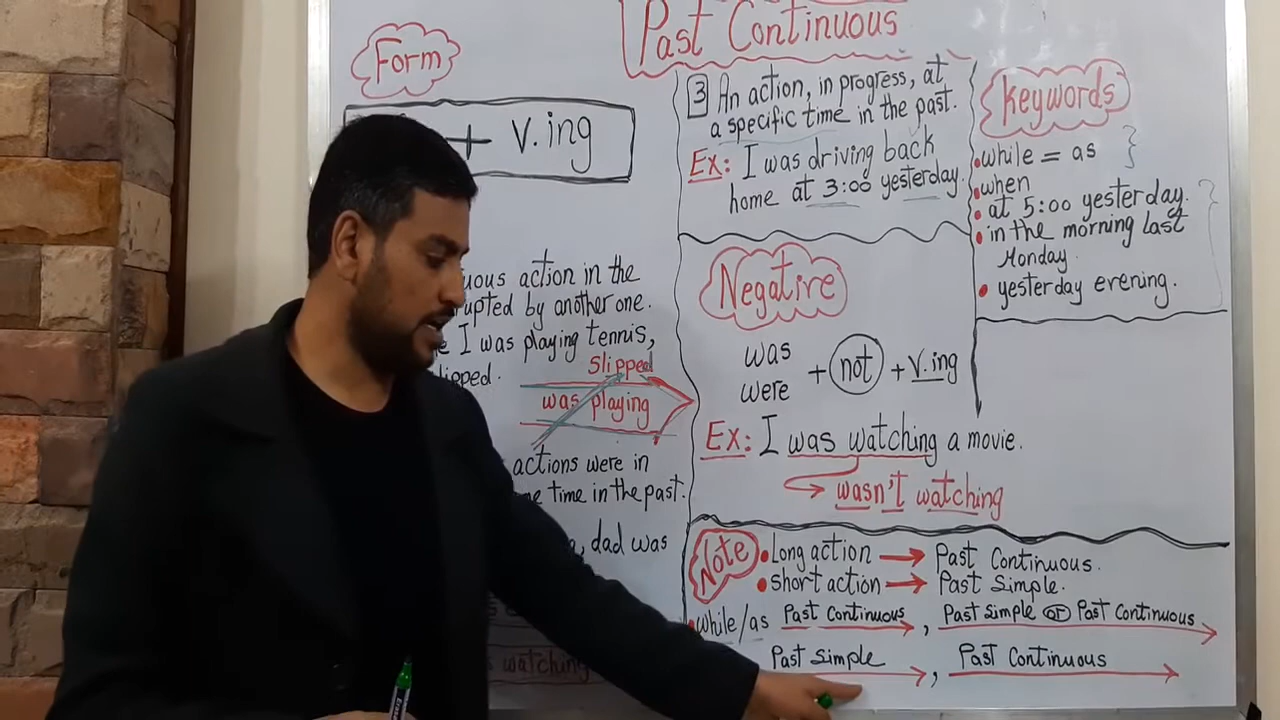 Past Continuous
Form
+ v.ing
uous action in the
rupted by another one.
I was playing tennis,
slipped.
Slipped
was playing
actions were in
time in the past.
dad was
watching
3 An action, in progress, at
a specific time in the past.
Ex: I was driving back
home at 3:00 yesterday.
Negative
was
were
+ not + v.ing
Ex: I was watching a movie.
wasn't watching
Keywords
while = as
when
at 5:00 yesterday.
in the morning last
Monday.
yesterday evening.
Note
Long action → Past Continuous.
short action → Past Simple.
while/as Past Continuous, Past Simple or Past Continuous
Past Simple, Past Continuous